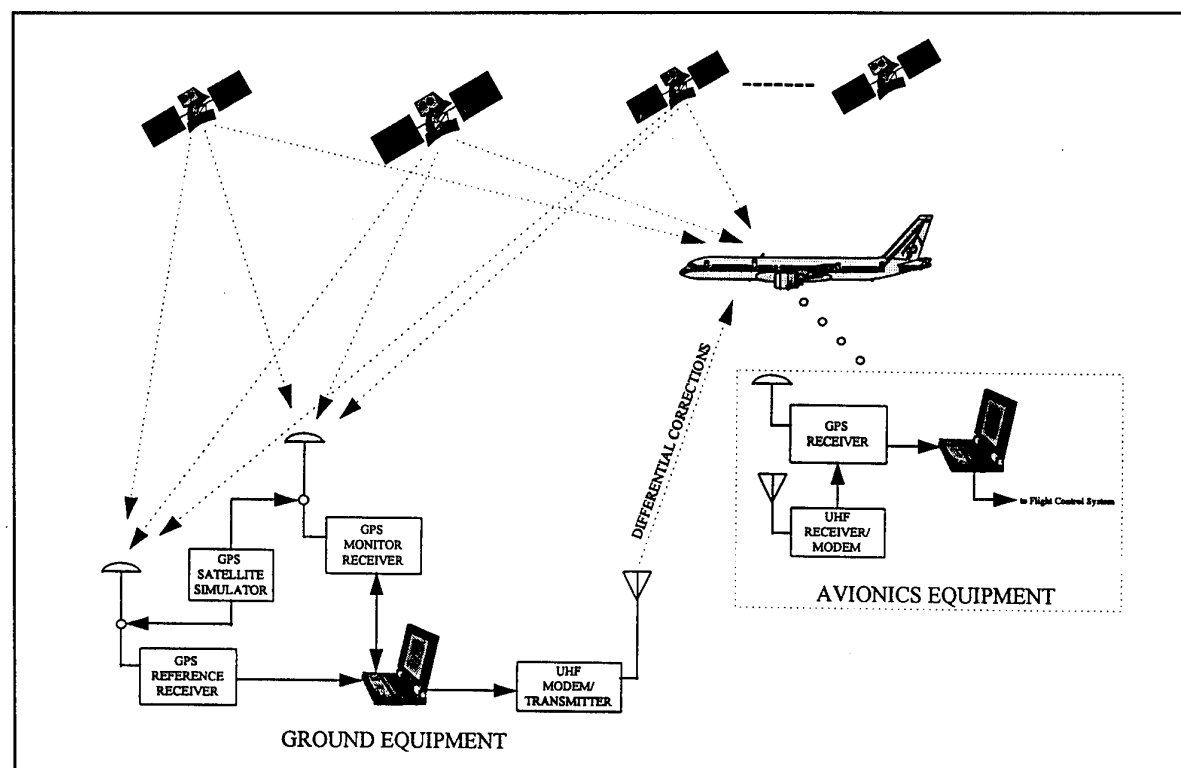 DIFFERENTIAL CORRECTIONS
GPS
RECEIVER
to Flight Control System
UHF
RECEIVER/
MODEM
AVIONICS EQUIPMENT
GPS
MONITOR
RECEIVER
GPS
SATELLITE
SIMULATOR
GPS
REFERENCE
RECEIVER
UHF
MODEM/
TRANSMITTER
GROUND EQUIPMENT